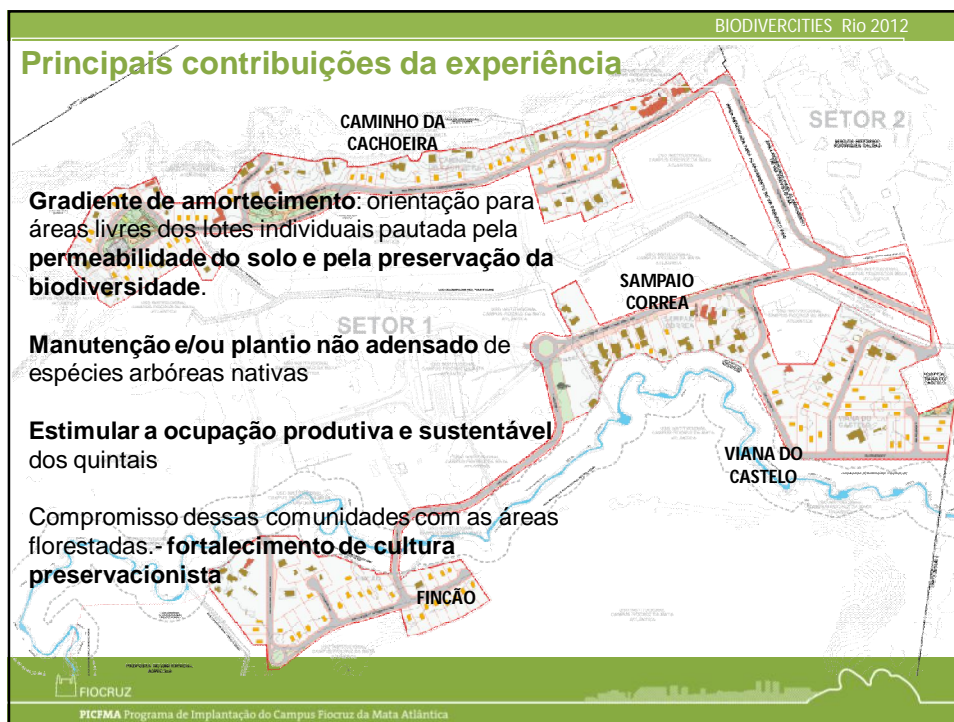 BIODIVERCITIES Rio 2012
Principais contribuições da experiência
CAMINHO DA
CACHOEIRA
SETOR 2
Gradiente de amortecimento: orientação para
áreas livres dos lotes individuais pautada pela
permeabilidade do solo e pela preservação da
biodiversidade.
SAMPAIO
CORREA
SETOR 1
Manutenção e/ou plantio não adensado de
espécies arbóreas nativas
Estimular a ocupação produtiva e sustentável
dos quintais
VIANA DO
CASTELO
Compromisso dessas comunidades com as áreas
florestadas.- fortalecimento de cultura
preservacionista
FINCÃO
FIOCRUZ
PICFMA Programa de Implantação do Campus Fiocruz da Mata Atlântica